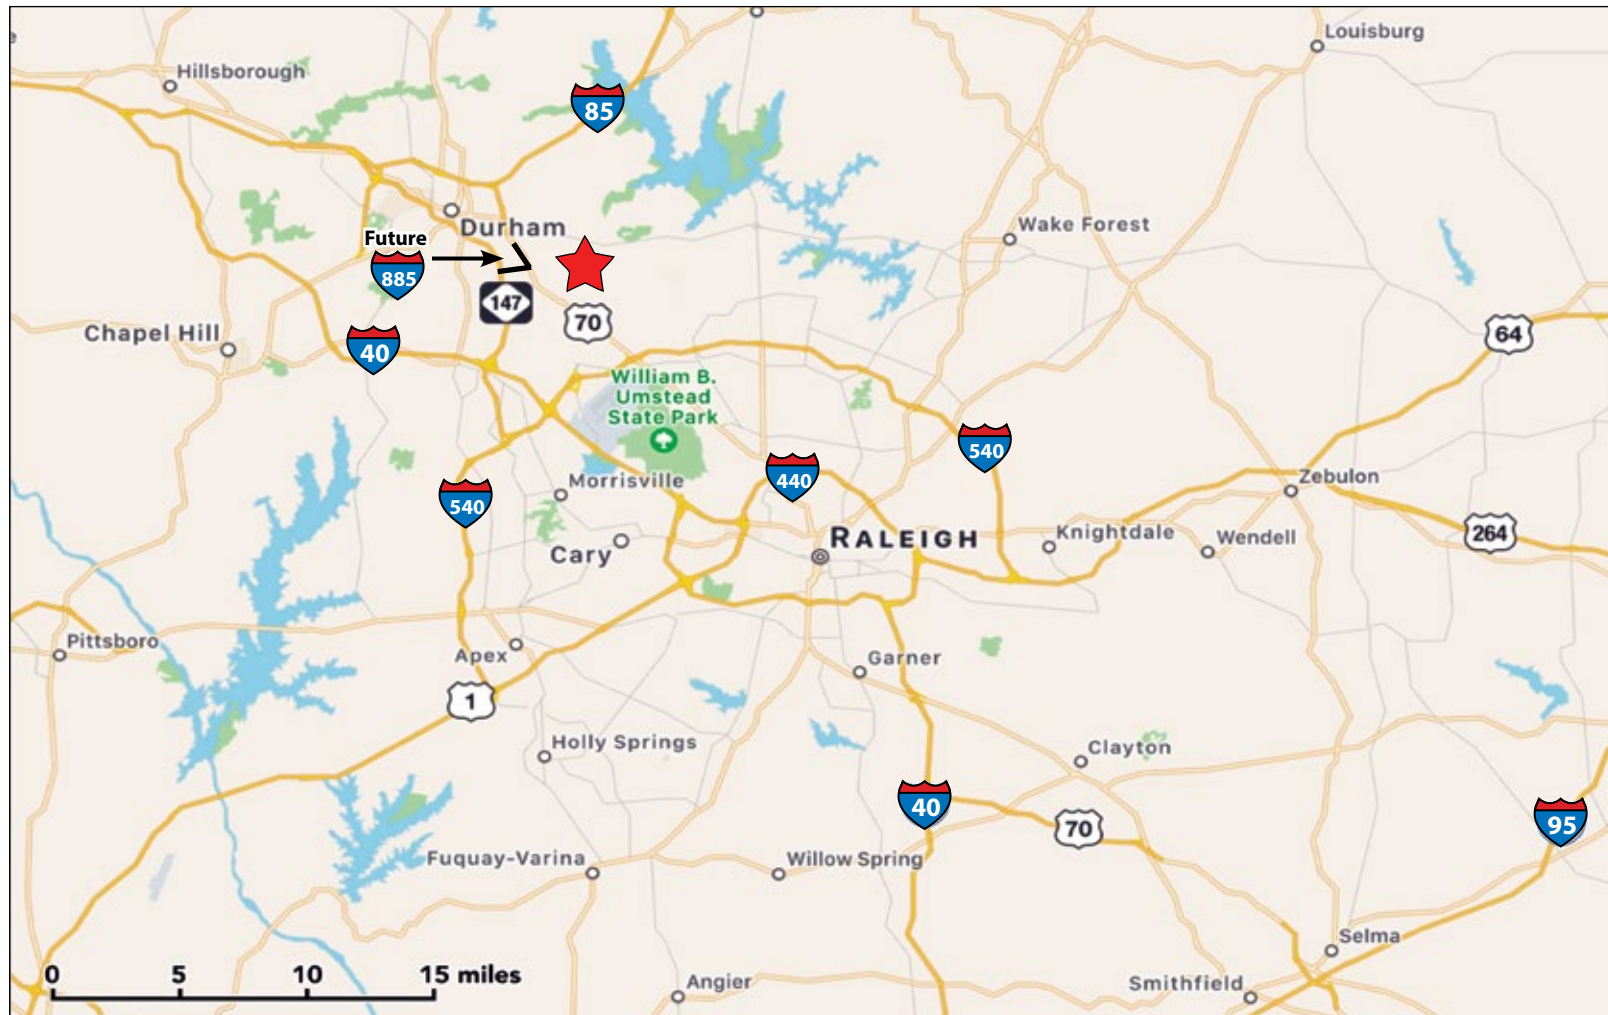 Louisburg
Hillsborough
85
Durham
Wake Forest
Future
885
147
70
Chapel Hill
40
64
William B.
Umstead
State Park
540
440
Zebulon
Morrisville
540
RALEIGH
Knightdale
Wendell
264
Cary
Pittsboro
Apex
Garner
1
Holly Springs
Clayton
40
70
95
Fuquay-Varina
Willow Spring
Selma
0 5 10 15 miles
Angier
Smithfield